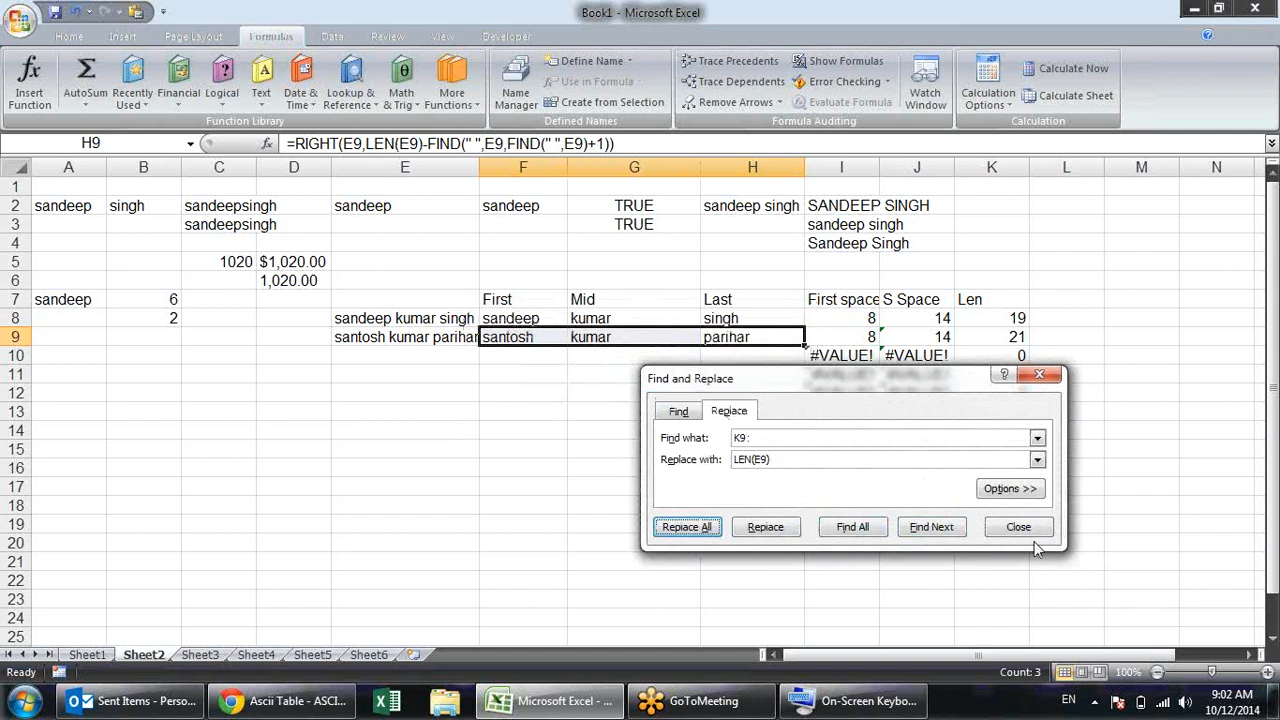 Book1 - Microsoft Excel
Home Insert Page Layout Formulas Data Review View Developer
Insert Function
AutoSum
Recently Used
Financial
Logical
Text
Date & Time
Lookup & Reference
Math & Trig
More Functions
Function Library
Name Manager
Define Name
Use in Formula
Create from Selection
Defined Names
Trace Precedents
Trace Dependents
Remove Arrows
Show Formulas
Error Checking
Evaluate Formula
Formula Auditing
Watch Window
Calculation Options
Calculate Now
Calculate Sheet
Calculation
H9 fx =RIGHT(E9,LEN(E9)-FIND(" ",E9,FIND(" ",E9)+1))
A B C D E F G H I J K L M N
1
2 sandeep singh sandeepsingh sandeep sandeep TRUE sandeep singh SANDEEP SINGH
3 sandeepsingh TRUE sandeep singh
4 Sandeep Singh
5 1020 $1,020.00
6 1,020.00
7 sandeep 6 First Mid Last First space S Space Len
8 2 sandeep kumar singh sandeep kumar singh 8 14 19
9 santosh kumar parihar santosh kumar parihar 8 14 21
10 #VALUE! #VALUE! 0
11
12
13
14
15
16
17
18
19
20
21
22
23
24
25
Find and Replace
Find Replace
Find what: K9:
Replace with: LEN(E9)
Options >>
Replace All Replace Find All Find Next Close
Sheet1 Sheet2 Sheet3 Sheet4 Sheet5 Sheet6
Ready Count: 3 100%
Sent Items - Perso... Ascii Table - ASCI... Microsoft Excel - ... GoToMeeting On-Screen Keybo... EN 9:02 AM
10/12/2014